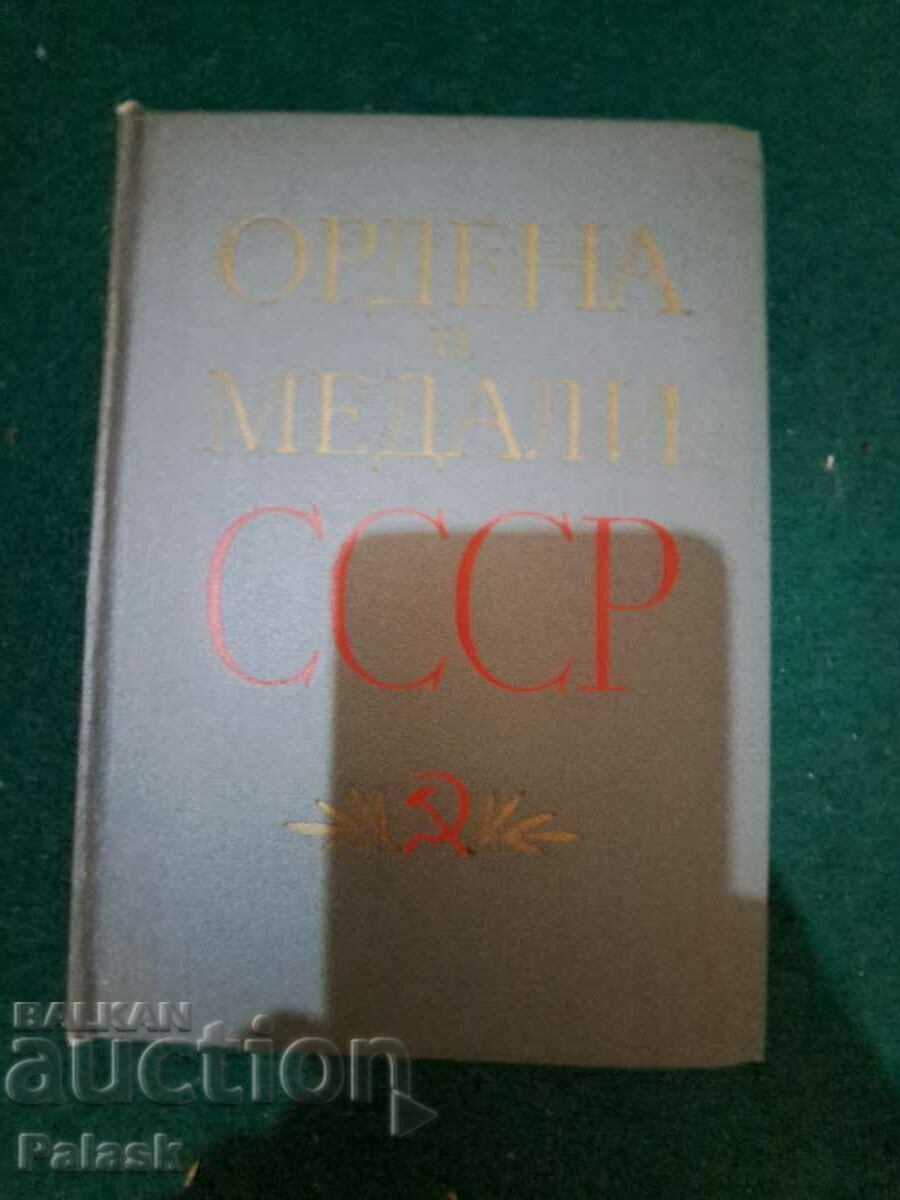 ОРДЕНА
и
МЕДАЛИ
СССР
BALKAN
auction
Palask